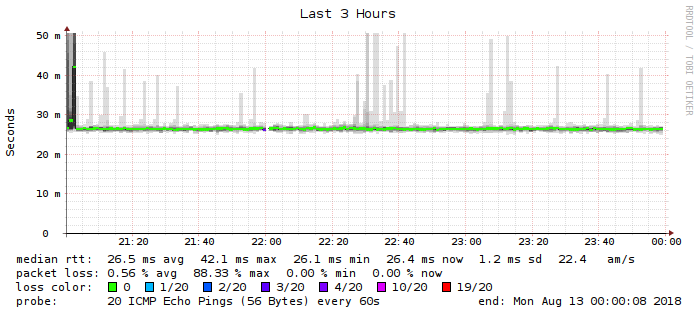 Last 3 Hours
RRDTOOL / TOBI OETIKER
Seconds
50 m
40 m
30 m
20 m
10 m
0
21:20 21:40 22:00 22:20 22:40 23:00 23:20 23:40 00:00
median rtt: 26.5 ms avg 42.1 ms max 26.1 ms min 26.4 ms now 1.2 ms sd 22.4 am/s
packet loss: 0.56 % avg 88.33 % max 0.00 % min 0.00 % now
loss color: 0 1/20 2/20 3/20 4/20 10/20 19/20
probe: 20 ICMP Echo Pings (56 Bytes) every 60s end: Mon Aug 13 00:00:08 2018